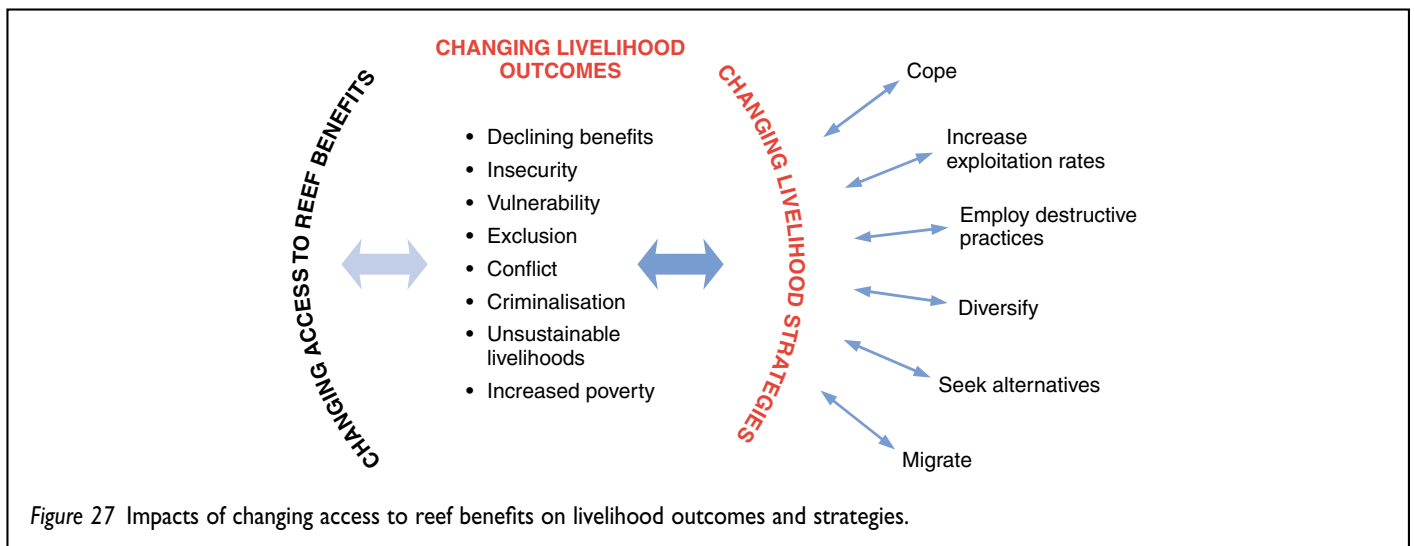 CHANGING ACCESS TO REEF BENEFITS
CHANGING LIVELIHOOD
OUTCOMES
• Declining benefits
• Insecurity
• Vulnerability
• Exclusion
• Conflict
• Criminalisation
• Unsustainable
livelihoods
• Increased poverty
CHANGING LIVELIHOOD STRATEGIES
Cope
Increase
exploitation rates
Employ destructive
practices
Diversify
Seek alternatives
Migrate
Figure 27 Impacts of changing access to reef benefits on livelihood outcomes and strategies.